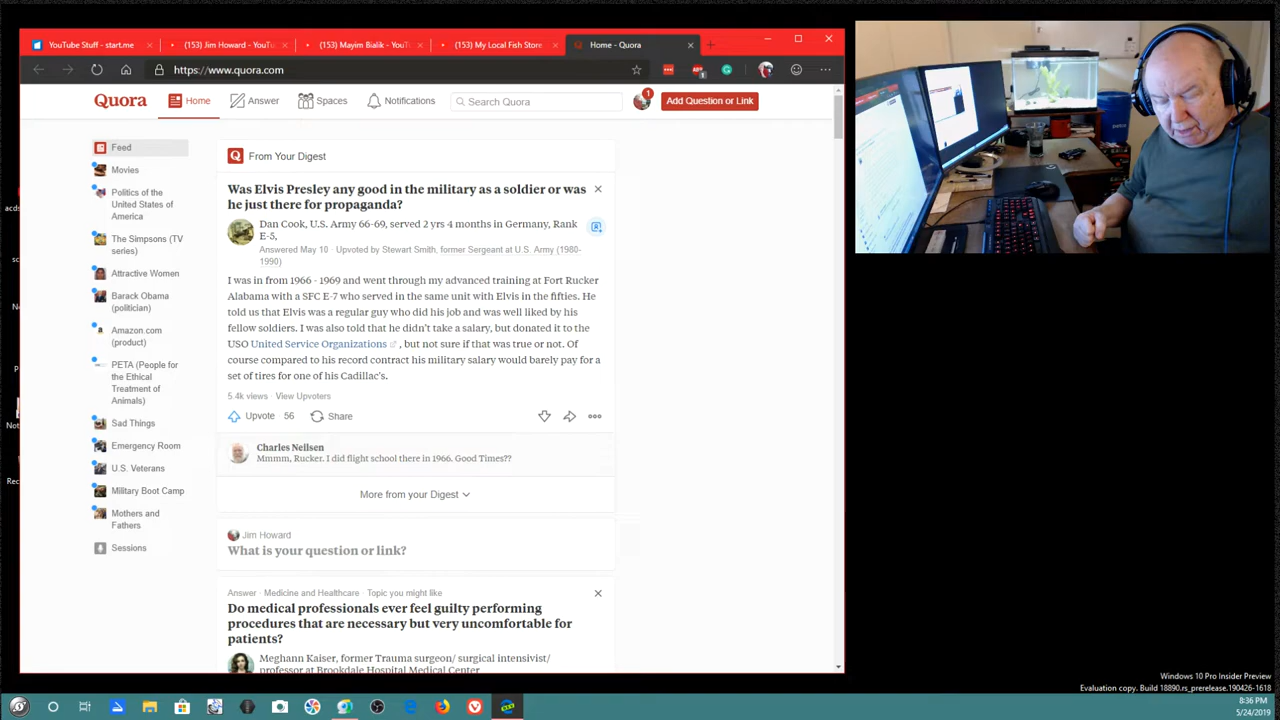 YouTube Stuff - start.me
(153) Jim Howard - YouTu
(153) Mayim Bialik - YouTu
(153) My Local Fish Store
Home - Quora
https://www.quora.com
Quora
Home
Answer
Spaces
Notifications
Search Quora
1
Add Question or Link
Feed
Movies
Politics of the
United States of
America
The Simpsons (TV
series)
Attractive Women
Barack Obama
(politician)
Amazon.com
(product)
PETA (People for
the Ethical
Treatment of
Animals)
Sad Things
Emergency Room
U.S. Veterans
Military Boot Camp
Mothers and
Fathers
Sessions
From Your Digest
Was Elvis Presley any good in the military as a soldier or was
he just there for propaganda?
Dan Cook, U.S. Army 66-69, served 2 yrs 4 months in Germany, Rank
E-5,
Answered May 10 · Upvoted by Stewart Smith, former Sergeant at U.S. Army (1980-
1990)
I was in from 1966 - 1969 and went through my advanced training at Fort Rucker
Alabama with a SFC E-7 who served in the same unit with Elvis in the fifties. He
told us that Elvis was a regular guy who did his job and was well liked by his
fellow soldiers. I was also told that he didn't take a salary, but donated it to the
USO United Service Organizations , but not sure if that was true or not. Of
course compared to his record contract his military salary would barely pay for a
set of tires for one of his Cadillac's.
5.4k views · View Upvoters
Upvote 56 Share
Charles Neilsen
Mmmm, Rucker. I did flight school there in 1966. Good Times??
More from your Digest
Jim Howard
What is your question or link?
Answer · Medicine and Healthcare · Topic you might like
Do medical professionals ever feel guilty performing
procedures that are necessary but very uncomfortable for
patients?
Meghann Kaiser, former Trauma surgeon/ surgical intensivist/
professor at Brookdale Hospital Medical Center
Windows 10 Pro Insider Preview
Evaluation copy. Build 18890.rs_prerelease.190426-1618
8:36 PM
5/24/2019